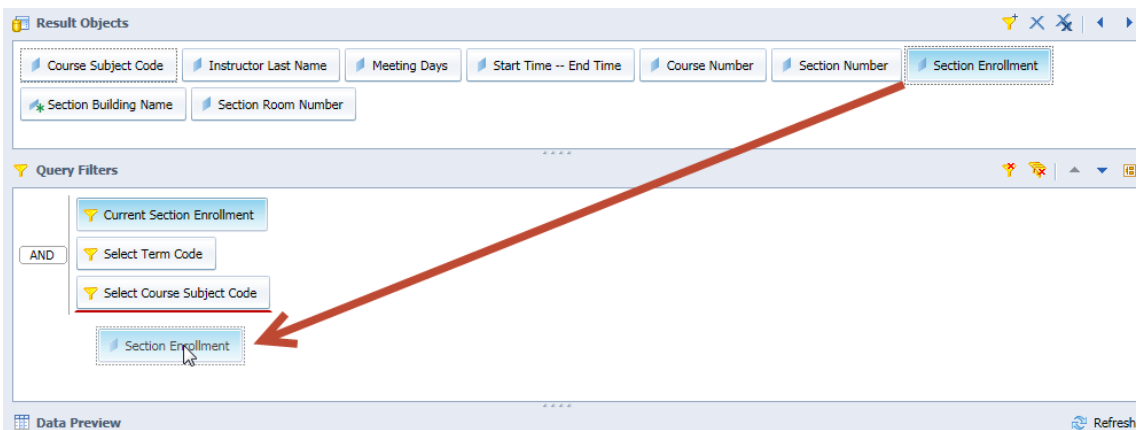 Result Objects
Course Subject Code Instructor Last Name Meeting Days Start Time -- End Time Course Number Section Number Section Enrollment
Section Building Name Section Room Number
Query Filters
Current Section Enrollment
AND Select Term Code
Select Course Subject Code
Section Enrollment
Data Preview Refresh